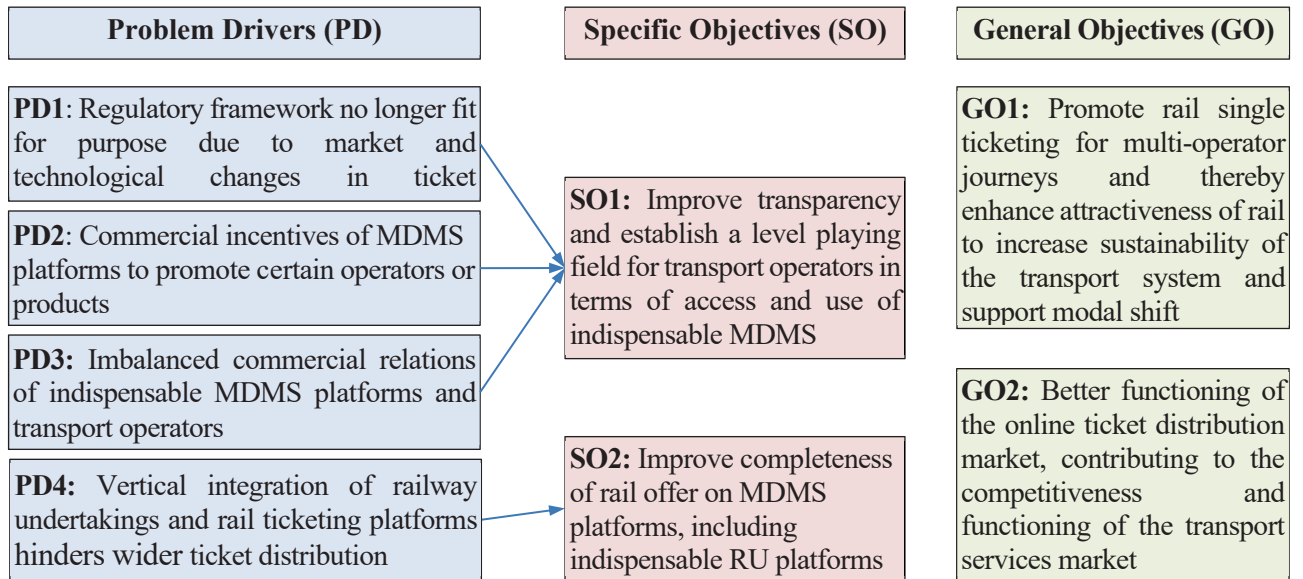 Problem Drivers (PD)
PD1: Regulatory framework no longer fit
for purpose due to market and
technological changes in ticket
PD2: Commercial incentives of MDMS
platforms to promote certain operators or
products
PD3: Imbalanced commercial relations
of indispensable MDMS platforms and
transport operators
PD4: Vertical integration of railway
undertakings and rail ticketing platforms
hinders wider ticket distribution
Specific Objectives (SO)
SO1: Improve transparency
and establish a level playing
field for transport operators in
terms of access and use of
indispensable MDMS
SO2: Improve completeness
of rail offer on MDMS
platforms, including
indispensable RU platforms
General Objectives (GO)
GO1: Promote rail single
ticketing for multi-operator
journeys and thereby
enhance attractiveness of rail
to increase sustainability of
the transport system and
support modal shift
GO2: Better functioning of
the online ticket distribution
market, contributing to the
competitiveness and
functioning of the transport
services market